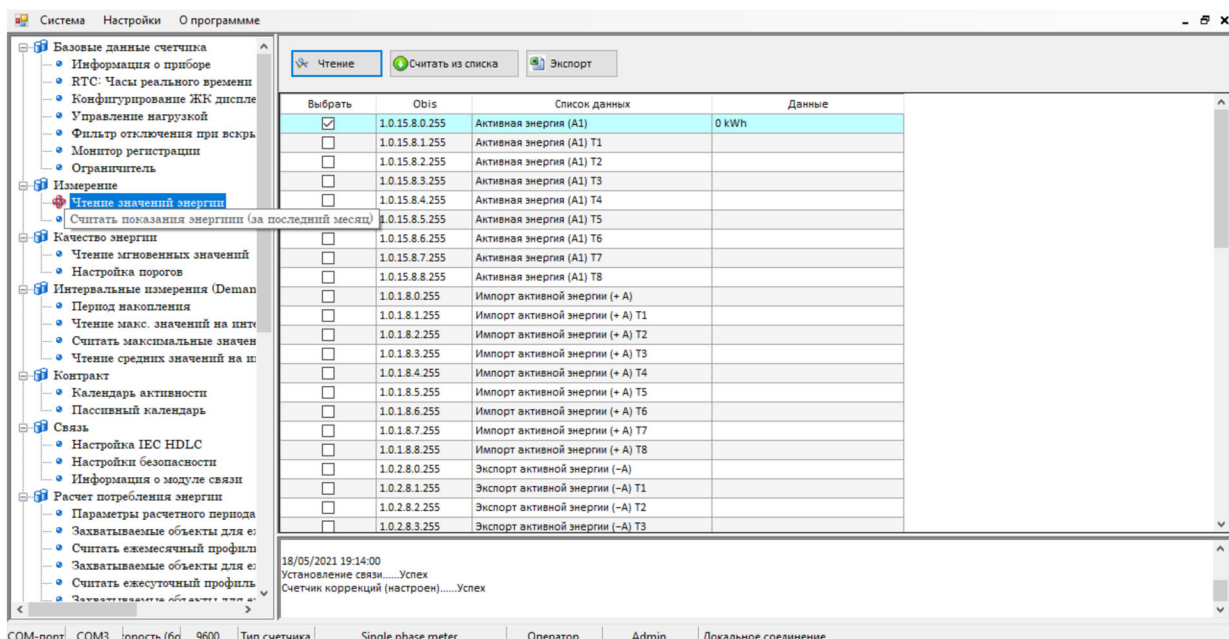 Система Настройки О программме
Базовые данные счетчика
Информация о приборе
RTC: Часы реального времени
Конфигурирование ЖК диспле
Управление нагрузкой
Фильтр отключения при вскры
Монитор регистрации
Ограничитель
Измерение
Чтение значений энергии
Считать показания энергиии (за последний месяц)
Качество энергии
Чтение мгновенных значений
Настройка порогов
Интервальные измерения (Deman
Период накопления
Чтение макс. значений на инте
Считать максимальные значен
Чтение средних значений на
Контракт
Календарь активности
Пассивный календарь
Связь
Настройка IEC HDLC
Настройки безопасности
Информация о модуле связи
Расчет потребления энергии
Параметры расчетного периода
Захватываемые объекты для
Считать ежемесячный профиль
Захватываемые объекты для
Считать ежесуточный профиль
Захватываемые объекты для
Чтение Считать из списка Экспорт
Выбрать Obis Список данных Данные
1.0.15.8.0.255 Активная энергия (A1) 0 kWh
1.0.15.8.1.255 Активная энергия (A1) T1
1.0.15.8.2.255 Активная энергия (A1) T2
1.0.15.8.3.255 Активная энергия (A1) T3
1.0.15.8.4.255 Активная энергия (A1) T4
1.0.15.8.5.255 Активная энергия (A1) T5
1.0.15.8.6.255 Активная энергия (A1) T6
1.0.15.8.7.255 Активная энергия (A1) T7
1.0.15.8.8.255 Активная энергия (A1) T8
1.0.1.8.0.255 Импорт активной энергии (+ A)
1.0.1.8.1.255 Импорт активной энергии (+ A) T1
1.0.1.8.2.255 Импорт активной энергии (+ A) T2
1.0.1.8.3.255 Импорт активной энергии (+ A) T3
1.0.1.8.4.255 Импорт активной энергии (+ A) T4
1.0.1.8.5.255 Импорт активной энергии (+ A) T5
1.0.1.8.6.255 Импорт активной энергии (+ A) T6
1.0.1.8.7.255 Импорт активной энергии (+ A) T7
1.0.1.8.8.255 Импорт активной энергии (+ A) T8
1.0.2.8.0.255 Экспорт активной энергии (−A)
1.0.2.8.1.255 Экспорт активной энергии (−A) T1
1.0.2.8.2.255 Экспорт активной энергии (−A) T2
1.0.2.8.3.255 Экспорт активной энергии (−A) T3
18/05/2021 19:14:00
Установление связи......Успех
Счетчик коррекций (настроен)......Успех
COM-порт COM3 орость (бо 9600 Тип счетчика Single phase meter Оператор Admin Локальное соединение